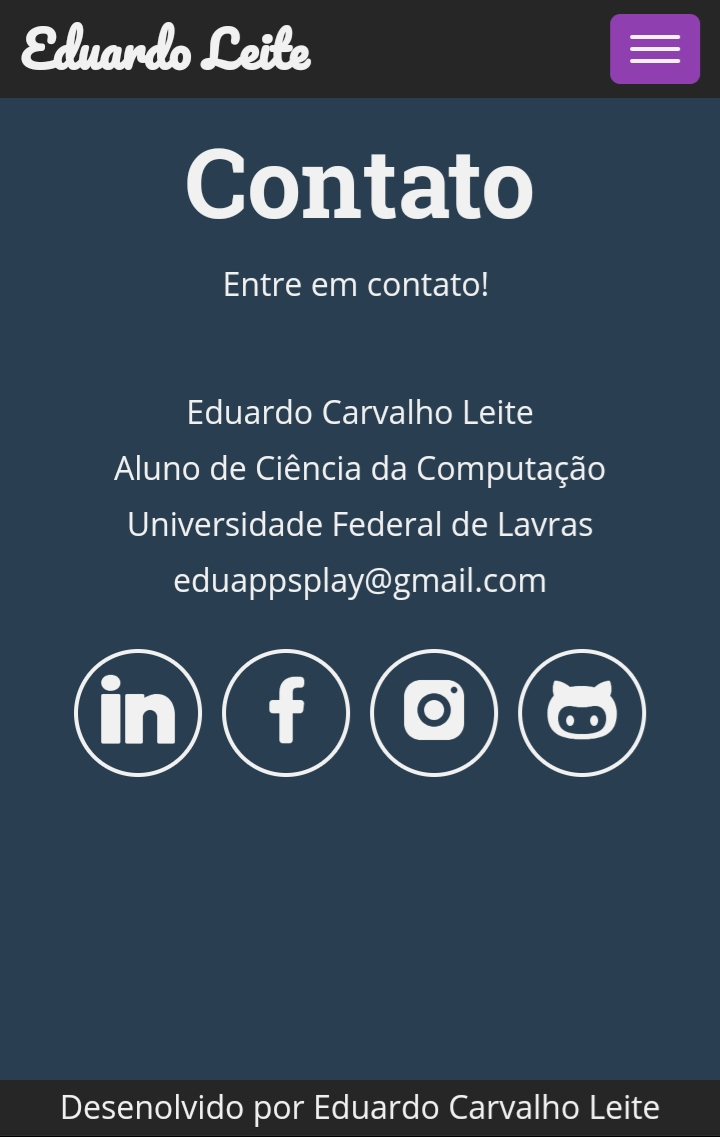 Eduardo Leite
Contato
Entre em contato!
Eduardo Carvalho Leite
Aluno de Ciência da Computação
Universidade Federal de Lavras
eduappsplay@gmail.com
in
f
Desenolvido por Eduardo Carvalho Leite